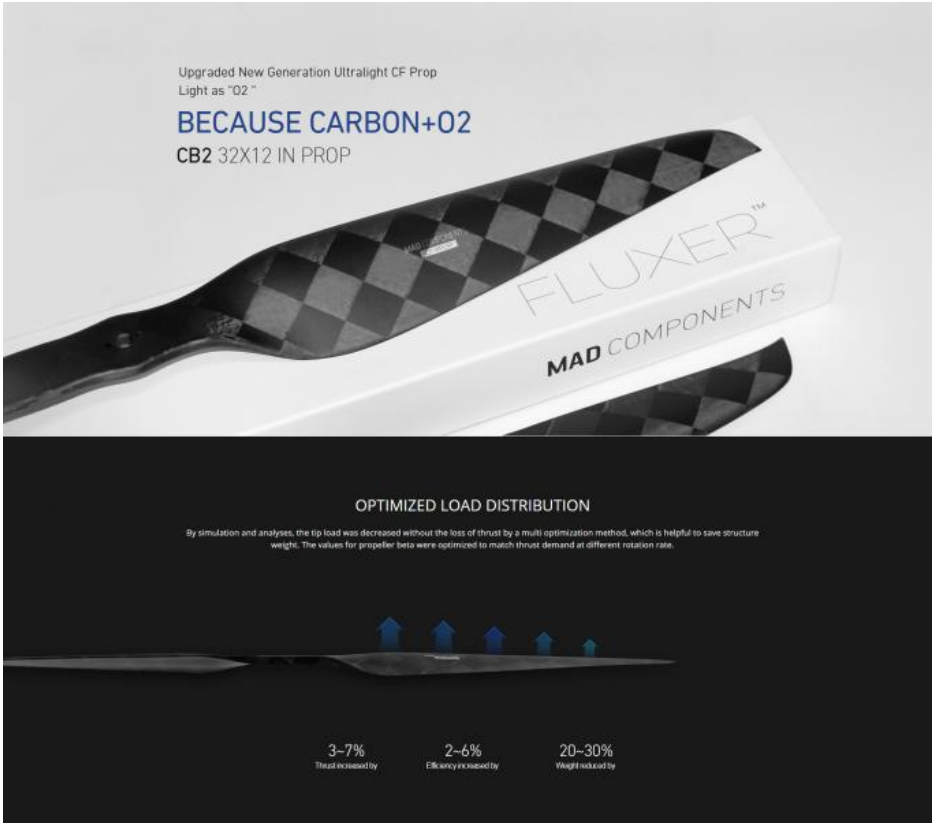 Upgraded New Generation Ultralight CF Prop
Light as "O2 "
BECAUSE CARBON+O2
CB2 32X12 IN PROP
MAD COMPONENTS
FLUXER™
MAD COMPONENTS
OPTIMIZED LOAD DISTRIBUTION
By simulation and analyses, the tip load was decreased without the loss of thrust by a multi optimization method, which is helpful to save structure
weight. The values for propeller beta were optimized to match thrust demand at different rotation rate.
3~7%
Thrust increased by
2~6%
Efficiency increased by
20~30%
Weight reduced by